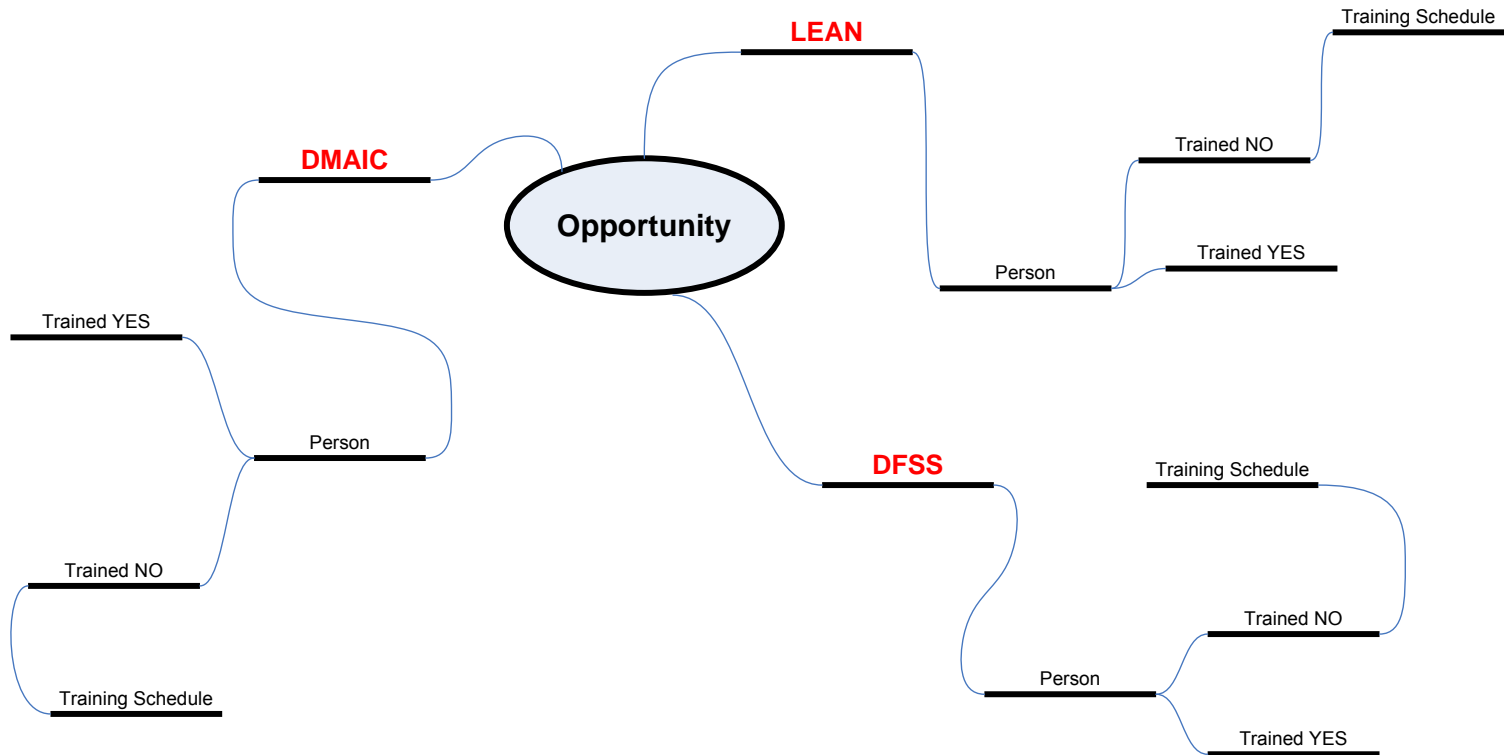 Training Schedule
LEAN
Trained NO
DMAIC
Opportunity
Trained YES
Person
Trained YES
Person
DFSS
Training Schedule
Trained NO
Trained NO
Person
Training Schedule
Trained YES